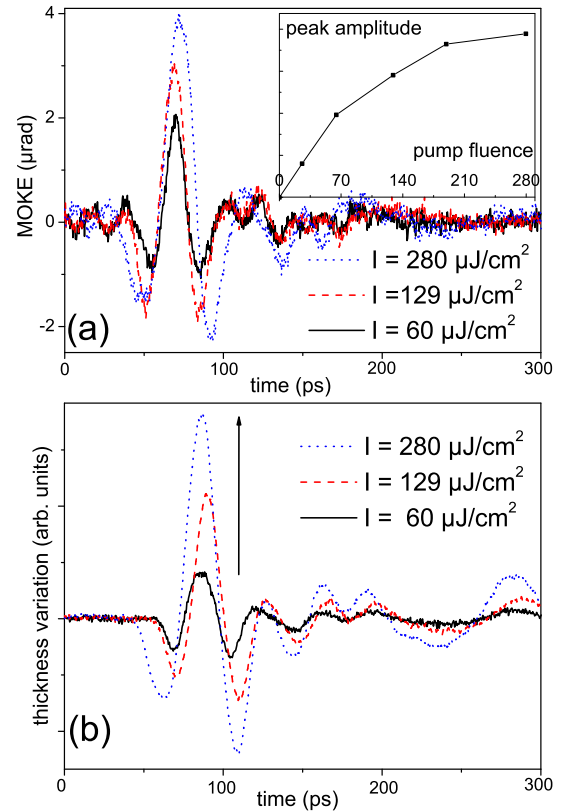 4
2
0
-2
MOKE (μrad)
peak amplitude
pump fluence
0 70 140 210 280
I = 280 μJ/cm²
I =129 μJ/cm²
I = 60 μJ/cm²
(a)
0 100 200 300
time (ps)
thickness variation (arb. units)
I = 280 μJ/cm²
I = 129 μJ/cm²
I = 60 μJ/cm²
(b)
0 100 200 300
time (ps)